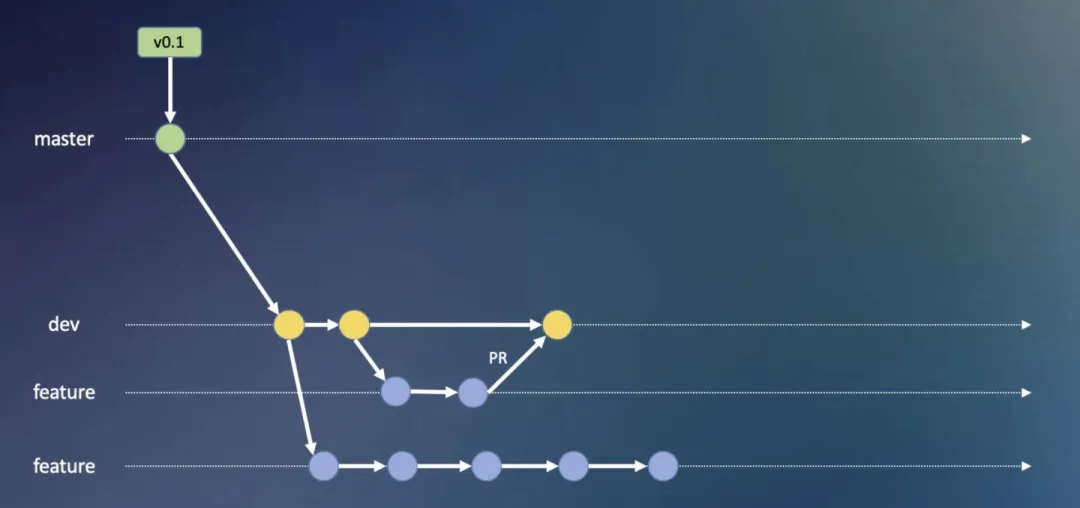 v0.1
master
dev
PR
feature
feature